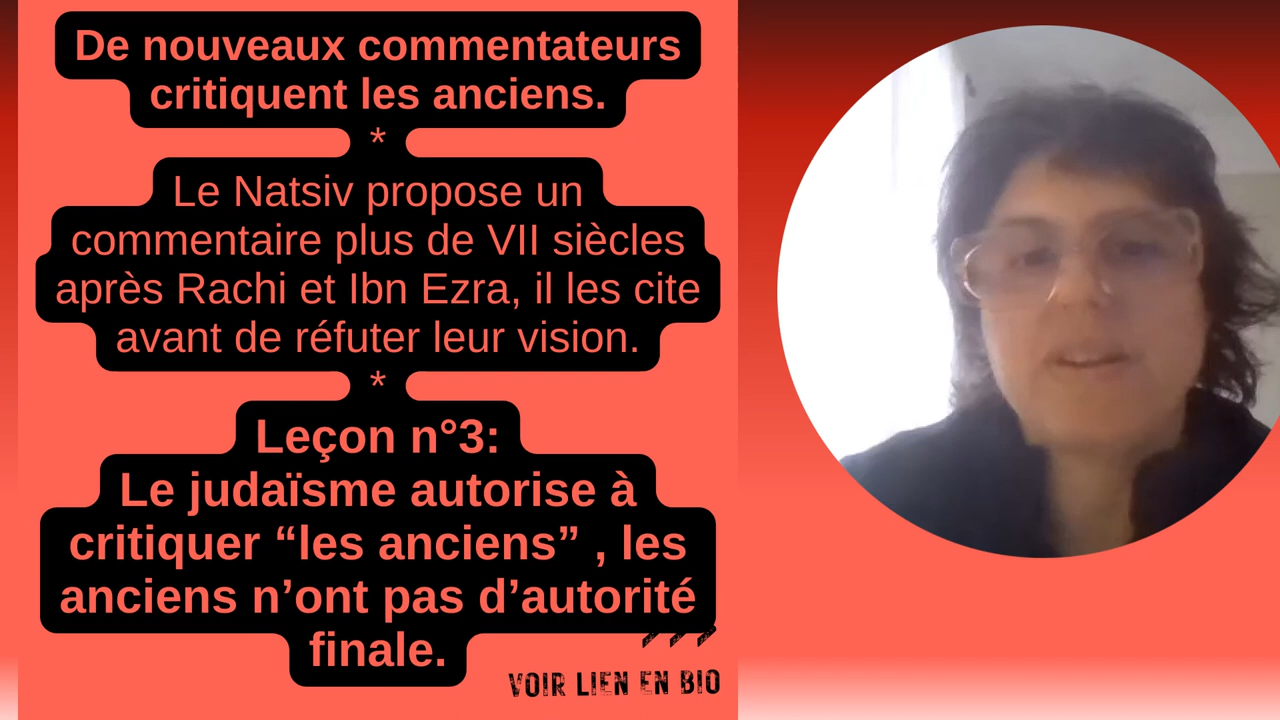 De nouveaux commentateurs
critiquent les anciens.
*
Le Natsiv propose un
commentaire plus de VII siècles
après Rachi et Ibn Ezra, il les cite
avant de réfuter leur vision.
*
Leçon n°3:
Le judaïsme autorise à
critiquer “les anciens” , les
anciens n’ont pas d’autorité
finale.
VOIR LIEN EN BIO